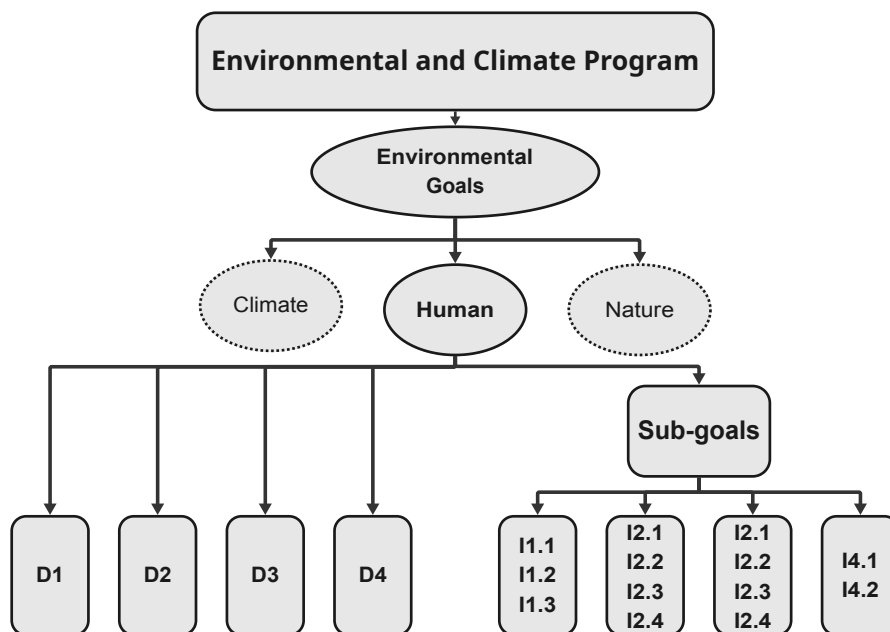 Environmental and Climate Program
Environmental
Goals
Climate
Human
Nature
Sub-goals
D1
D2
D3
D4
I1.1
I1.2
I1.3
I2.1
I2.2
I2.3
I2.4
I2.1
I2.2
I2.3
I2.4
I4.1
I4.2